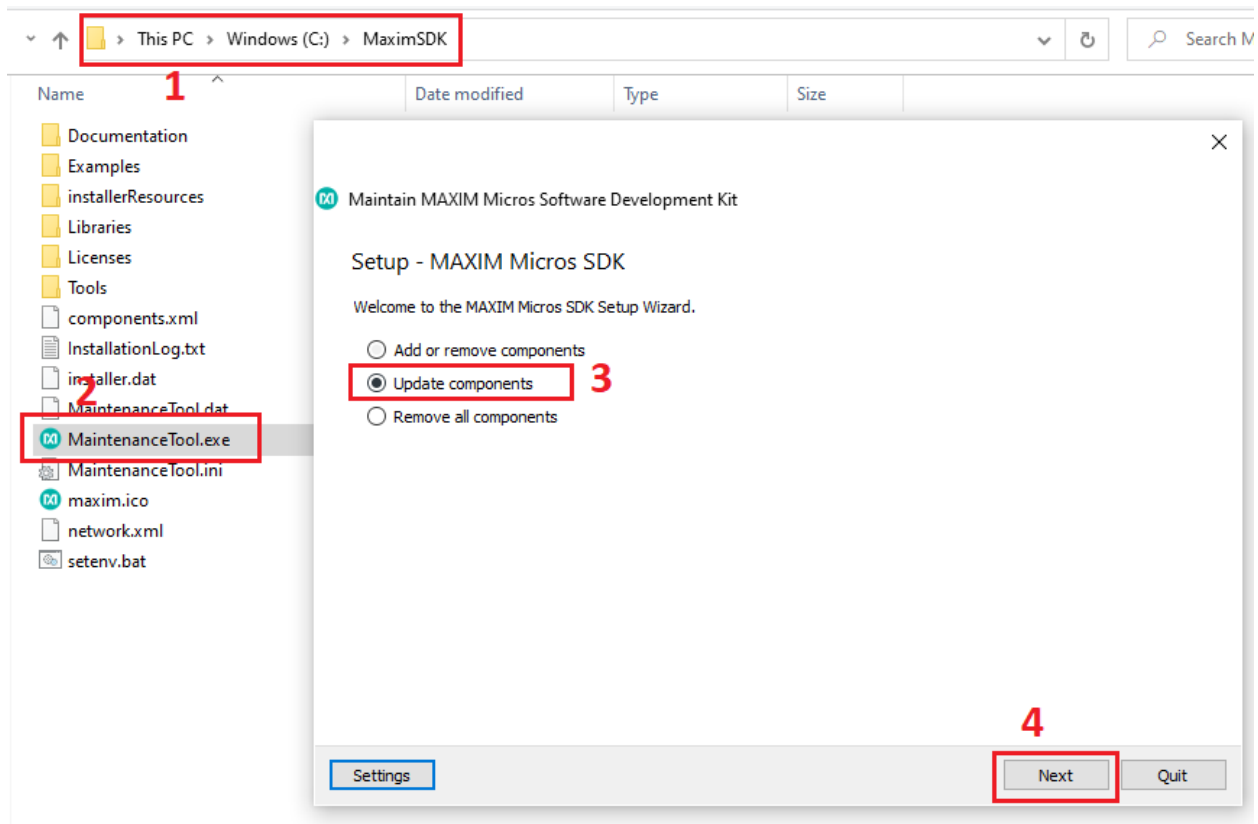 This PC > Windows (C:) > MaximSDK
Search M
1
Name Date modified Type Size
Documentation
Examples
installerResources
Libraries
Licenses
Tools
components.xml
InstallationLog.txt
installer.dat
2
MaintenanceTool.dat
MaintenanceTool.exe
MaintenanceTool.ini
maxim.ico
network.xml
setenv.bat
Maintain MAXIM Micros Software Development Kit
Setup - MAXIM Micros SDK
Welcome to the MAXIM Micros SDK Setup Wizard.
Add or remove components
Update components 3
Remove all components
4
Settings Next Quit